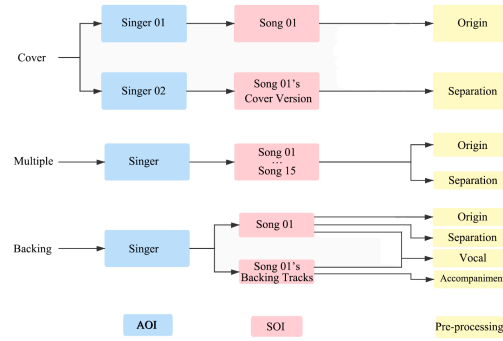 Singer 01
Song 01
Origin
Cover
Singer 02
Song 01's
Cover Version
Separation
Multiple
Singer
Song 01
...
Song 15
Origin
Separation
Backing
Singer
Song 01
Origin
Separation
Vocal
Song 01's
Backing Tracks
Accompaniment
AOI
SOI
Pre-processing